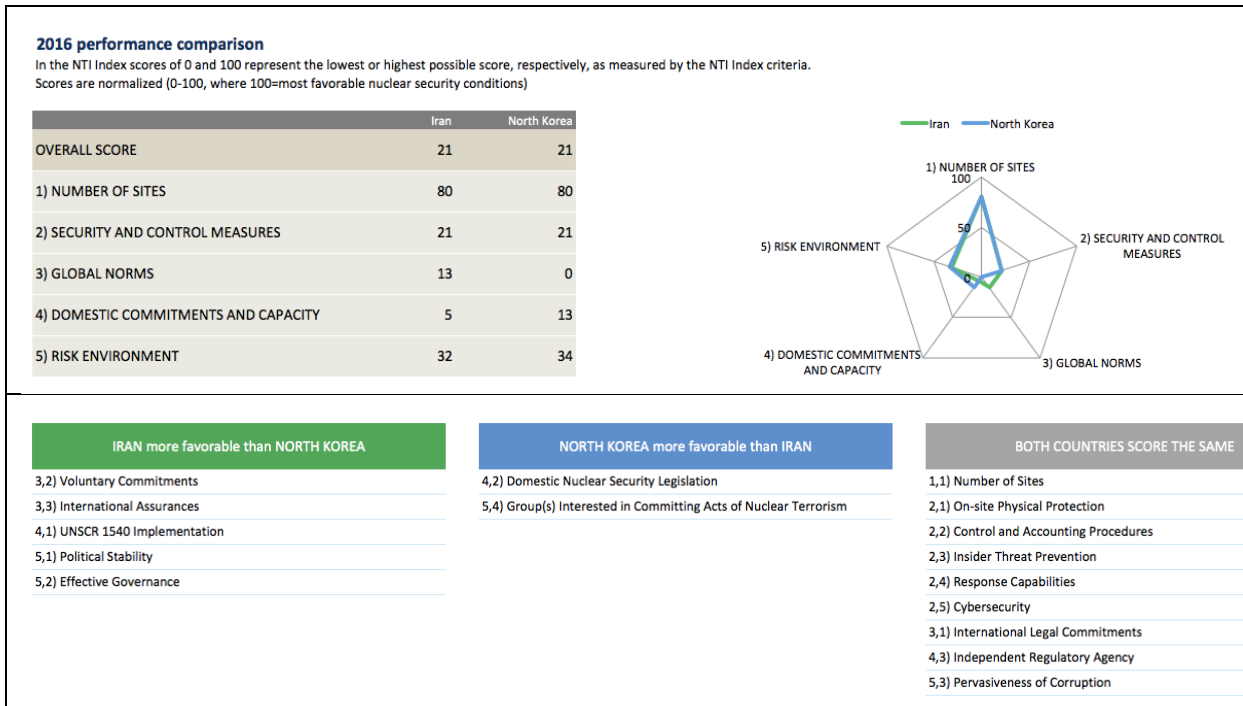 2016 performance comparison
In the NTI Index scores of 0 and 100 represent the lowest or highest possible score, respectively, as measured by the NTI Index criteria.
Scores are normalized (0-100, where 100=most favorable nuclear security conditions)
Iran North Korea
OVERALL SCORE 21 21
1) NUMBER OF SITES 80 80
2) SECURITY AND CONTROL MEASURES 21 21
3) GLOBAL NORMS 13 0
4) DOMESTIC COMMITMENTS AND CAPACITY 5 13
5) RISK ENVIRONMENT 32 34
Iran North Korea
1) NUMBER OF SITES
100
50
0
2) SECURITY AND CONTROL
MEASURES
3) GLOBAL NORMS
4) DOMESTIC COMMITMENTS
AND CAPACITY
5) RISK ENVIRONMENT
IRAN more favorable than NORTH KOREA
3,2) Voluntary Commitments
3,3) International Assurances
4,1) UNSCR 1540 Implementation
5,1) Political Stability
5,2) Effective Governance
NORTH KOREA more favorable than IRAN
4,2) Domestic Nuclear Security Legislation
5,4) Group(s) Interested in Committing Acts of Nuclear Terrorism
BOTH COUNTRIES SCORE THE SAME
1,1) Number of Sites
2,1) On-site Physical Protection
2,2) Control and Accounting Procedures
2,3) Insider Threat Prevention
2,4) Response Capabilities
2,5) Cybersecurity
3,1) International Legal Commitments
4,3) Independent Regulatory Agency
5,3) Pervasiveness of Corruption